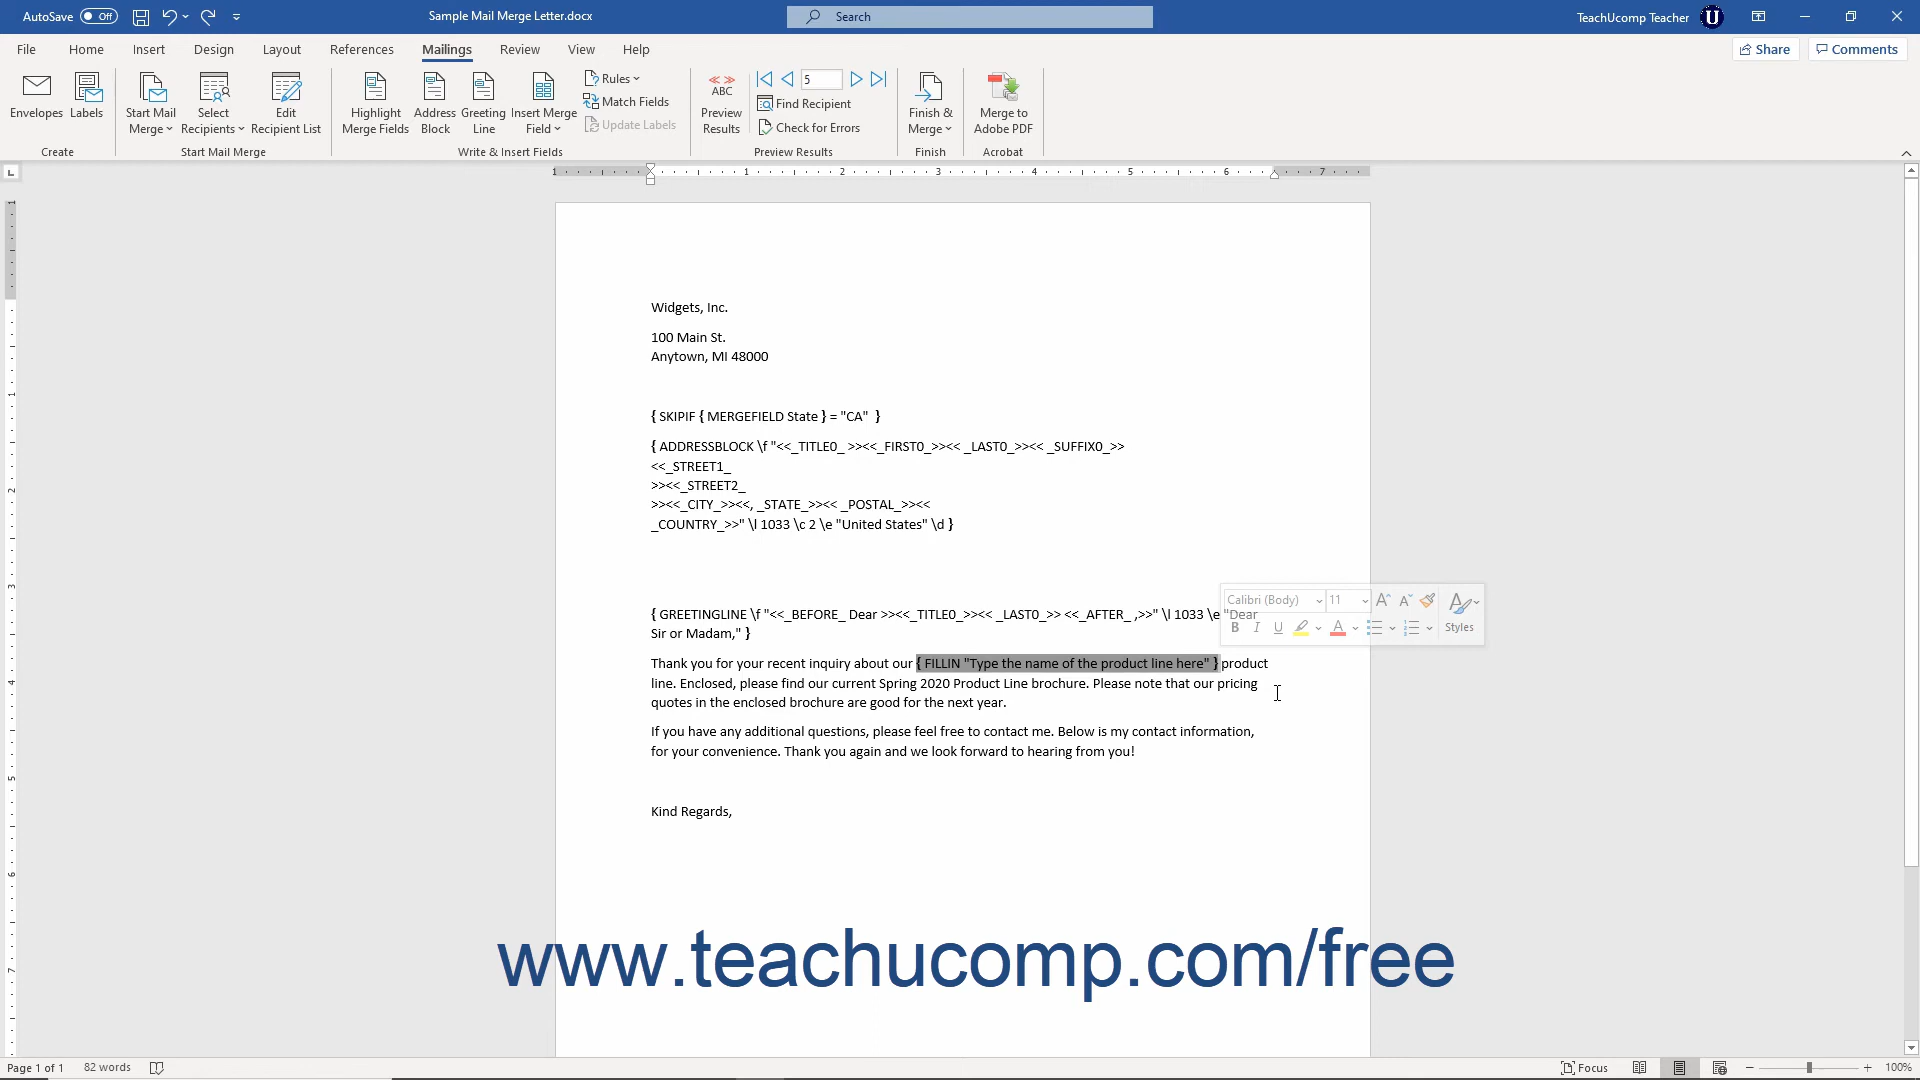 AutoSave Off Sample Mail Merge Letter.docx Search TeachUcomp Teacher U
File Home Insert Design Layout References Mailings Review View Help Share Comments
Envelopes Labels Start Mail Merge Select Recipients Edit Recipient List Highlight Merge Fields Address Block Greeting Line Insert Merge Field Rules Match Fields Update Labels ABC Preview Results 5 Find Recipient Check for Errors Finish & Merge Merge to Adobe PDF
Create Start Mail Merge Write & Insert Fields Preview Results Finish Acrobat
1 1 2 3 4 5 6 7
Widgets, Inc.
100 Main St.
Anytown, MI 48000
{ SKIPIF { MERGEFIELD State } = "CA" }
{ ADDRESSBLOCK \f "<<_TITLE0_ >><<_FIRST0_>><< _LAST0_>><< _SUFFIX0_>>
<<_STREET1_
>><<_STREET2_
>><<_CITY_>><<, _STATE_>><< _POSTAL_>><<
_COUNTRY_>>" \l 1033 \c 2 \e "United States" \d }
Calibri (Body) 11 Styles
{ GREETINGLINE \f "<<_BEFORE_ Dear >><<_TITLE0_>><< _LAST0_>> <<_AFTER_ ,>>" \l 1033 \e "Dear
Sir or Madam," }
B I U A
Thank you for your recent inquiry about our { FILLIN "Type the name of the product line here" } product
line. Enclosed, please find our current Spring 2020 Product Line brochure. Please note that our pricing
quotes in the enclosed brochure are good for the next year.
If you have any additional questions, please feel free to contact me. Below is my contact information,
for your convenience. Thank you again and we look forward to hearing from you!
Kind Regards,
www.teachucomp.com/free
Page 1 of 1 82 words Focus 100%